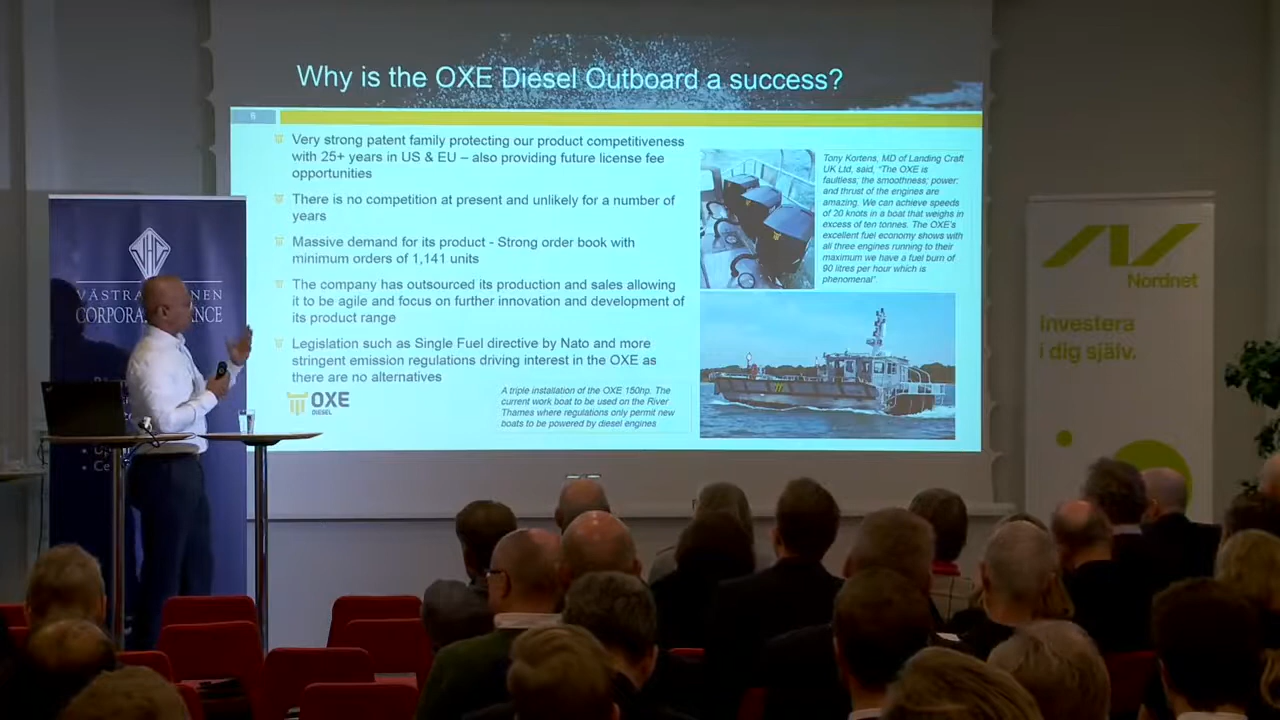 Why is the OXE Diesel Outboard a success?
Very strong patent family protecting our product competitiveness
with 25+ years in US & EU – also providing future license fee
opportunities
There is no competition at present and unlikely for a number of
years
Massive demand for its product - Strong order book with
minimum orders of 1,141 units
The company has outsourced its production and sales allowing
it to be agile and focus on further innovation and development of
its product range
Legislation such as Single Fuel directive by Nato and more
stringent emission regulations driving interest in the OXE as
there are no alternatives
OXE
DIESEL
A triple installation of the OXE 150hp. The
current work boat to be used on the River
Thames where regulations only permit new
boats to be powered by diesel engines
Tony Kortens, MD of Landing Craft
UK Ltd, said, "The OXE is
faultless; the smoothness; power;
and thrust of the engines are
amazing. We can achieve speeds
of 20 knots in a boat that weighs in
excess of ten tonnes. The OXE's
excellent fuel economy shows with
all three engines running to their
maximum we have a fuel burn of
90 litres per hour which is
phenomenal"
Nordnet
Investera
i dig själv.